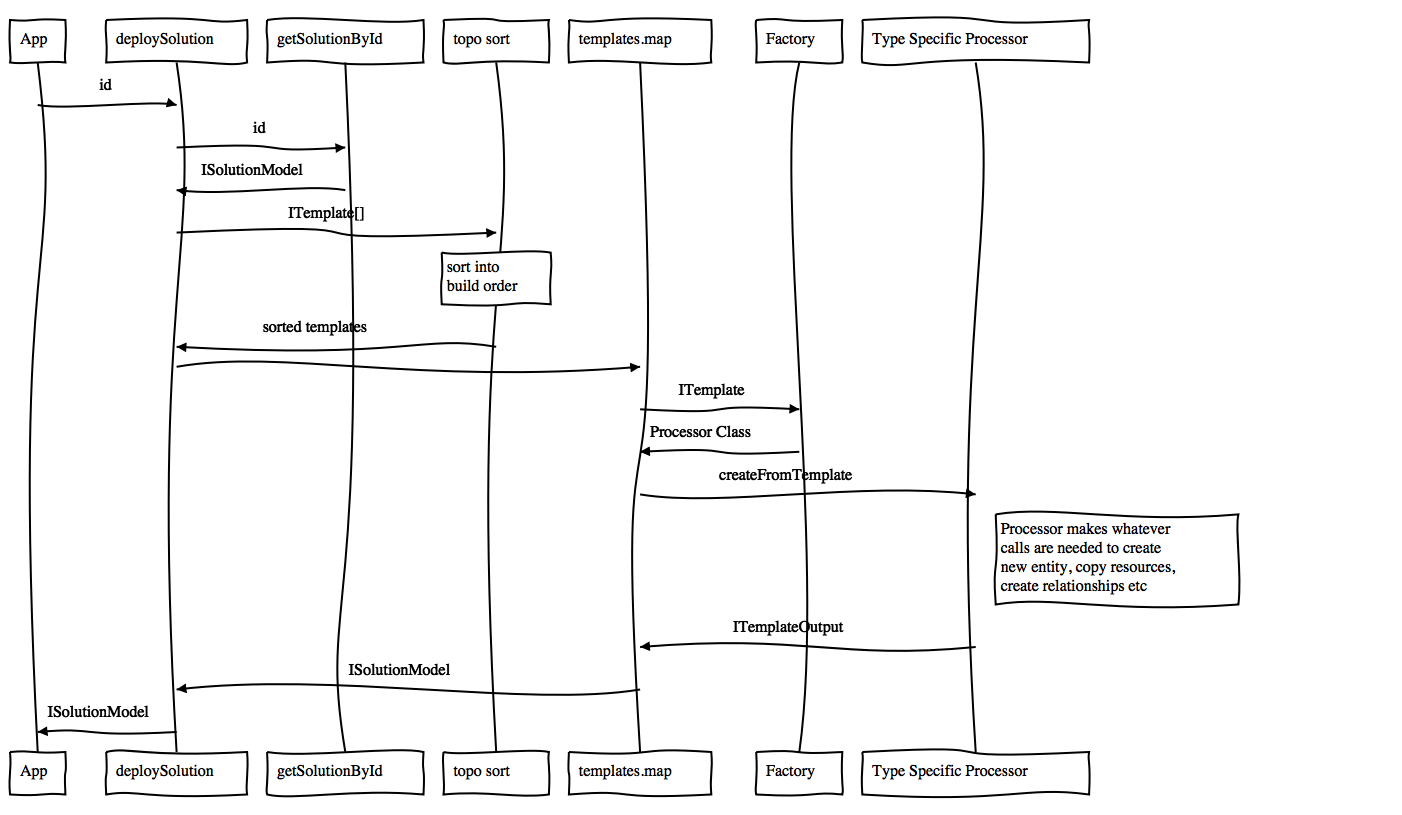 App
deploySolution
getSolutionById
topo sort
templates.map
Factory
Type Specific Processor
id
id
ISolutionModel
ITemplate[]
sort into
build order
sorted templates
ITemplate
Processor Class
createFromTemplate
Processor makes whatever
calls are needed to create
new entity, copy resources,
create relationships etc
ITemplateOutput
ISolutionModel
ISolutionModel
App
deploySolution
getSolutionById
topo sort
templates.map
Factory
Type Specific Processor